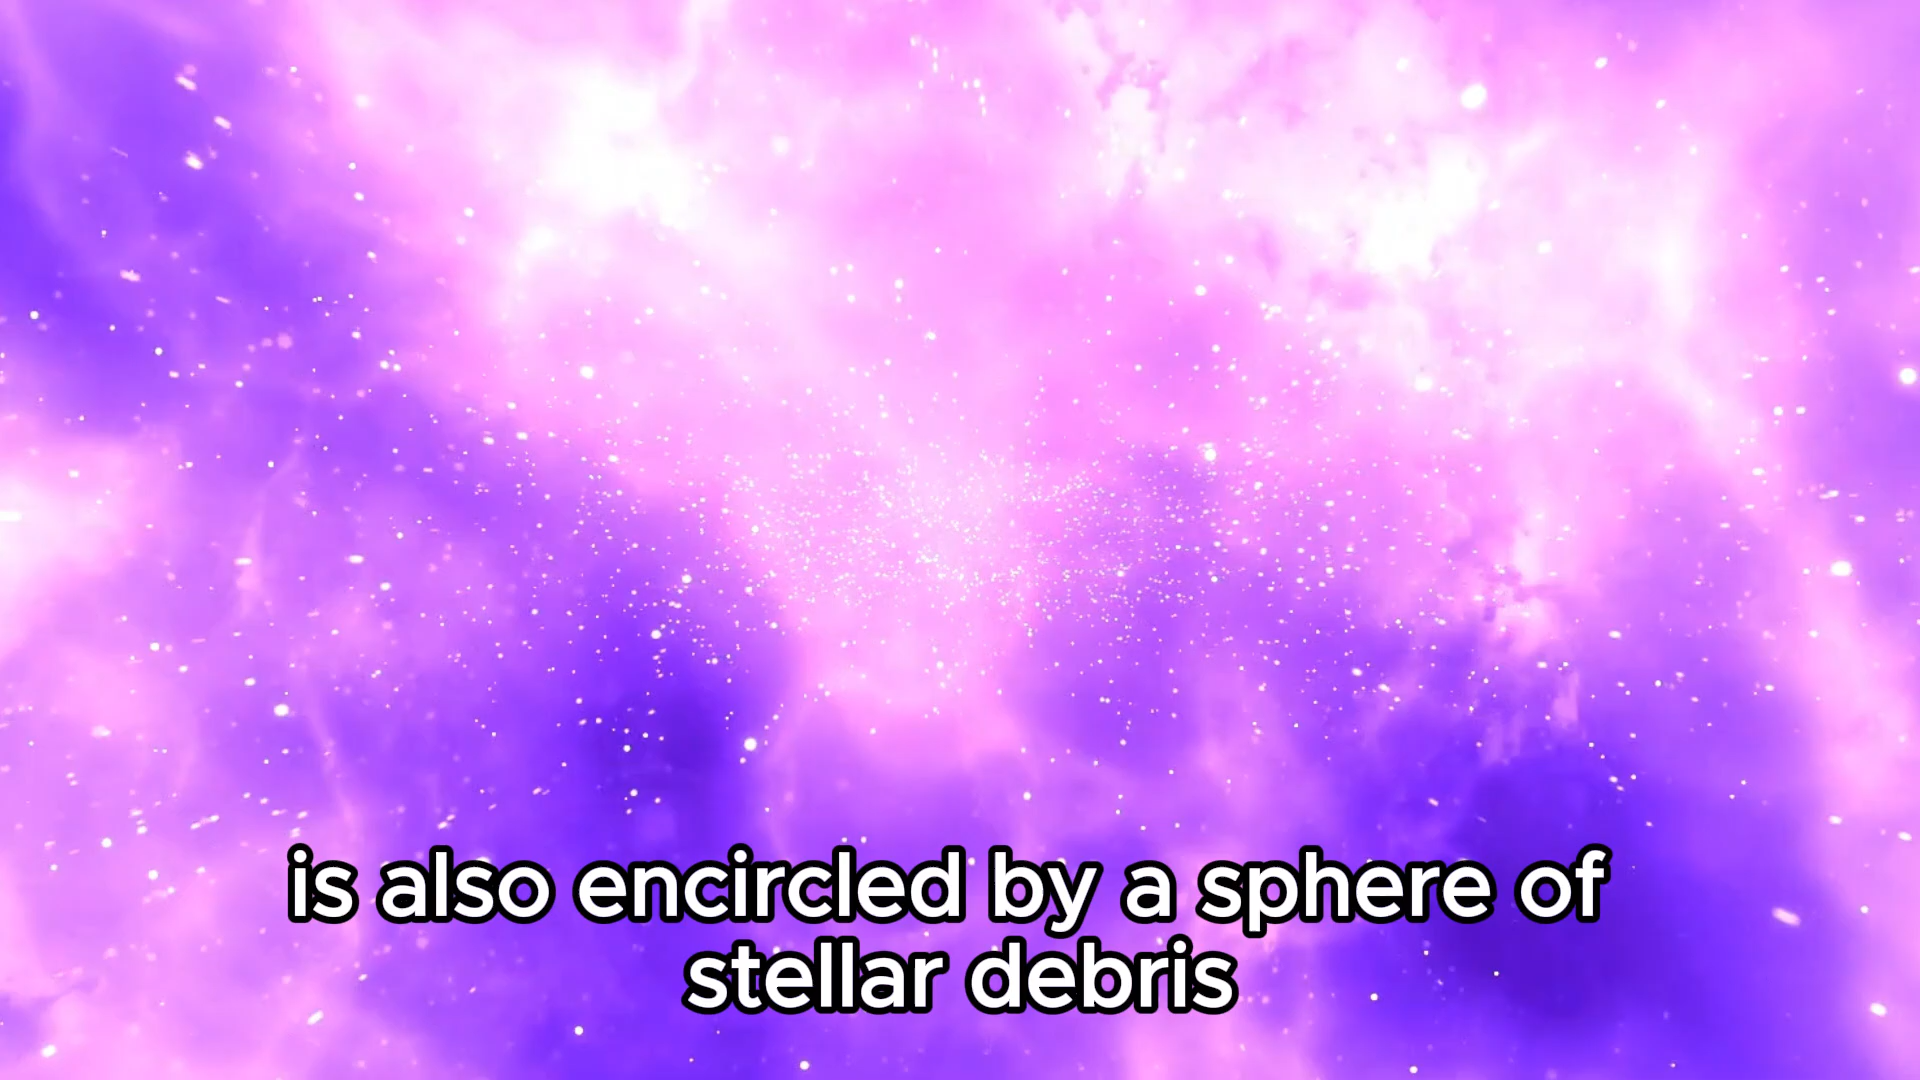 is also encircled by a sphere of
stellar debris